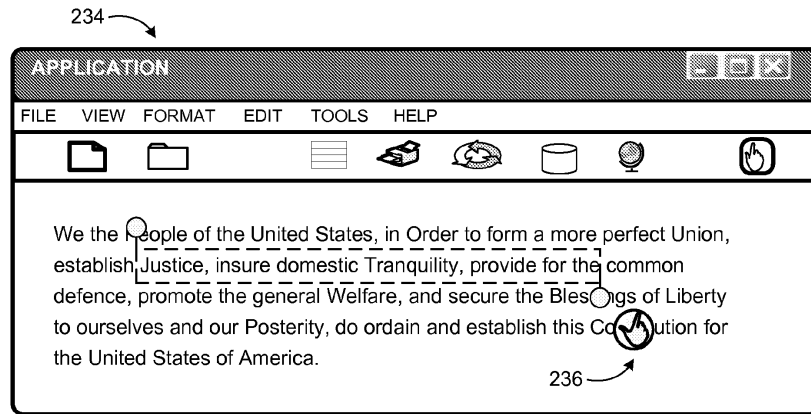 234
APPLICATION
FILE VIEW FORMAT EDIT TOOLS HELP
We the People of the United States, in Order to form a more perfect Union,
establish Justice, insure domestic Tranquility, provide for the common
defence, promote the general Welfare, and secure the Blessings of Liberty
to ourselves and our Posterity, do ordain and establish this for
the United States of America.
236